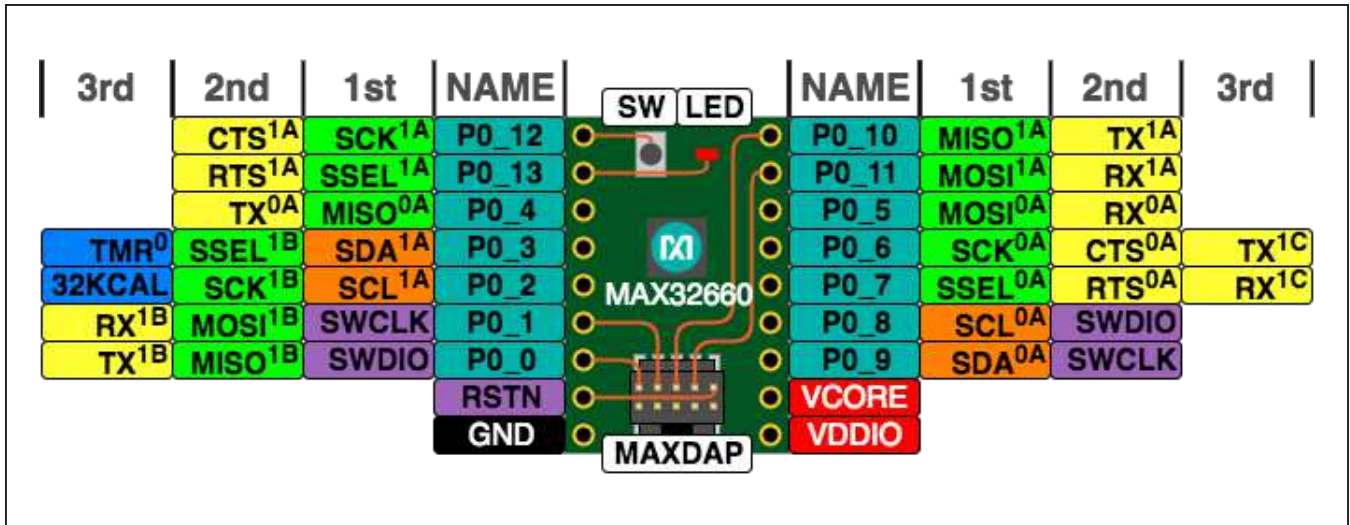 3rd 2nd 1st NAME SW LED NAME 1st 2nd 3rd
CTS1A SCK1A P0_12 P0_10 MISO1A TX1A
RTS1A SSEL1A P0_13 P0_11 MOSI1A RX1A
TX0A MISO0A P0_4 P0_5 MOSI0A RX0A
TMR0 SSEL1B SDA1A P0_3 P0_6 SCK0A CTS0A TX1C
32KCAL SCK1B SCL1A P0_2 MAX32660 P0_7 SSEL0A RTS0A RX1C
RX1B MOSI1B SWCLK P0_1 P0_8 SCL0A SWDIO
TX1B MISO1B SWDIO P0_0 P0_9 SDA0A SWCLK
RSTN VCORE
GND MAXDAP VDDIO